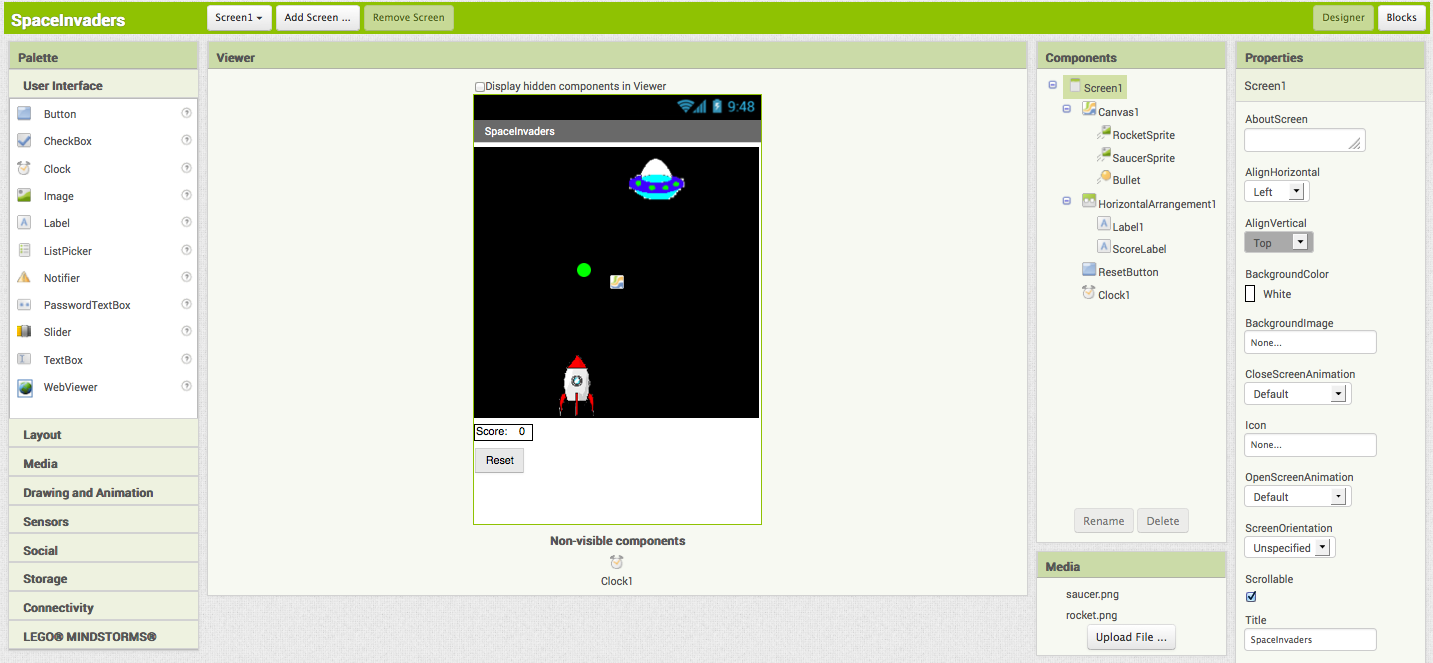 SpaceInvaders
Screen1
Add Screen ...
Remove Screen
Designer
Blocks
Palette
User Interface
Button
CheckBox
Clock
Image
Label
ListPicker
Notifier
PasswordTextBox
Slider
TextBox
WebViewer
Layout
Media
Drawing and Animation
Sensors
Social
Storage
Connectivity
LEGO® MINDSTORMS®
Viewer
Display hidden components in Viewer
9:48
SpaceInvaders
Score: 0
Reset
Non-visible components
Clock1
Components
Screen1
Canvas1
RocketSprite
SaucerSprite
Bullet
HorizontalArrangement1
Label1
ScoreLabel
ResetButton
Clock1
Rename
Delete
Media
saucer.png
rocket.png
Upload File ...
Properties
Screen1
AboutScreen
AlignHorizontal
Left
AlignVertical
Top
BackgroundColor
White
BackgroundImage
None...
CloseScreenAnimation
Default
Icon
None...
OpenScreenAnimation
Default
ScreenOrientation
Unspecified
Scrollable
Title
SpaceInvaders